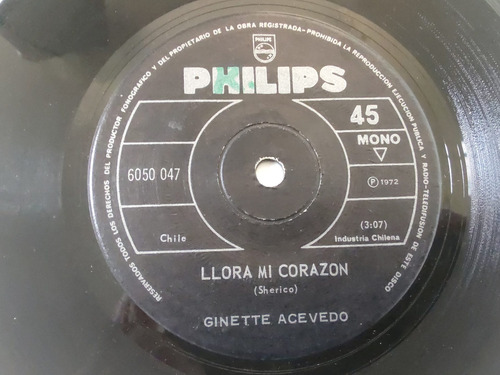 RESERVADOS TODOS LOS DERECHOS DEL PRODUCTOR FONOGRAFICO Y DEL PROPIETARIO DE LA OBRA REGISTRADA-PROHIBIDA LA REPRODUCCION EJECUCION PUBLICA Y RADIO-TELEDIFUSION DE ESTE DISCO
PHILIPS
PHILIPS
45
MONO
6050 047
℗ 1972
Chile
(3:07)
Industria Chilena
LLORA MI CORAZON
(Sherico)
GINETTE ACEVEDO